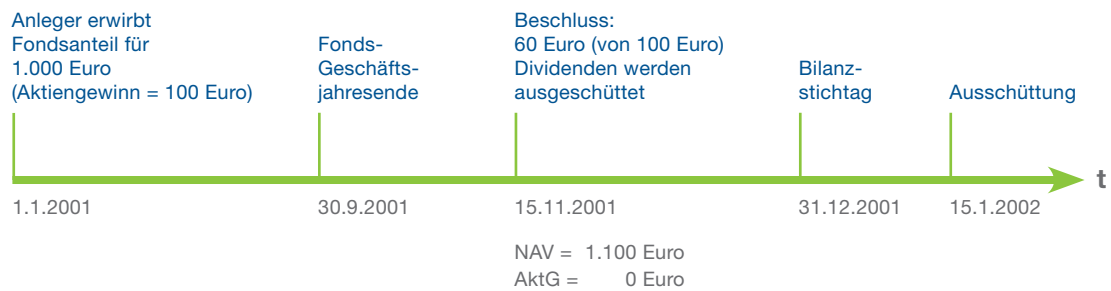 Anleger erwirbt
Fondsanteil für
1.000 Euro
(Aktiengewinn = 100 Euro)
Fonds-
Geschäfts-
jahresende
Beschluss:
60 Euro (von 100 Euro)
Dividenden werden
ausgeschüttet
Bilanz-
stichtag
Ausschüttung
t
1.1.2001
30.9.2001
15.11.2001
31.12.2001
15.1.2002
NAV = 1.100 Euro
AktG = 0 Euro